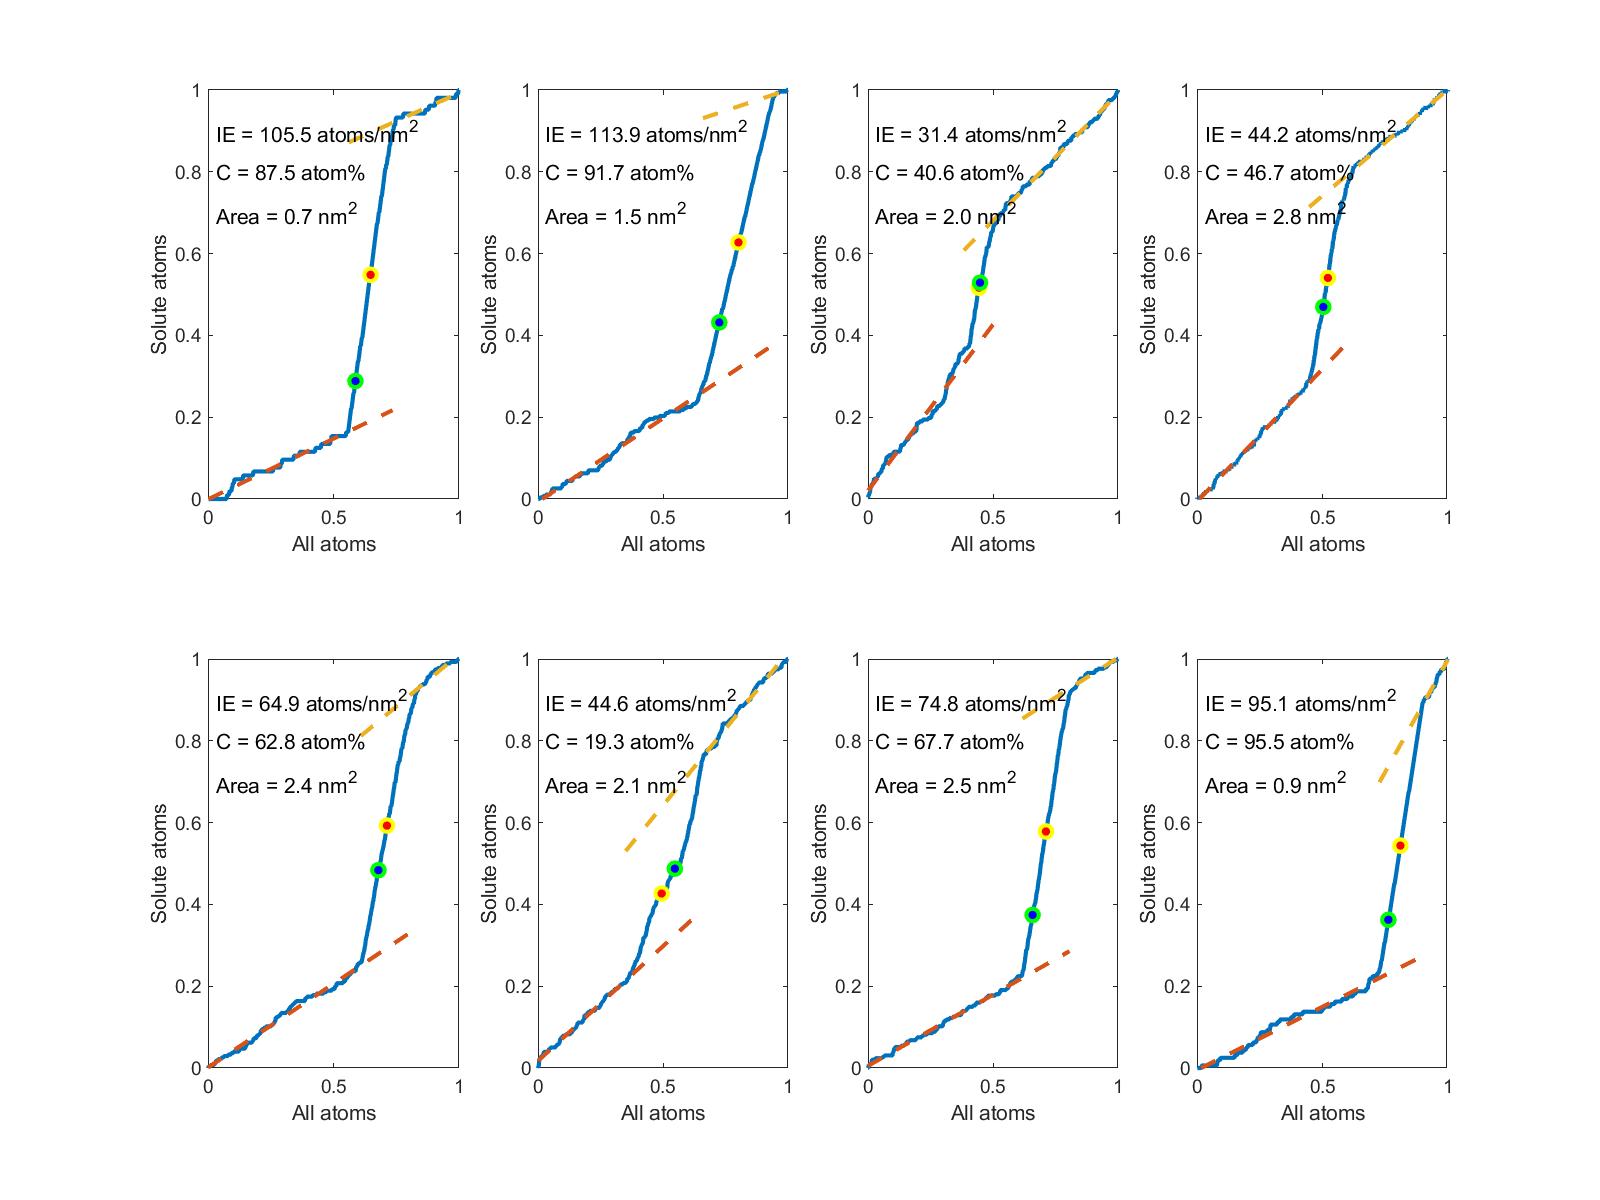 1
0.8
0.6
0.4
0.2
0
0 0.5 1
All atoms
Solute atoms
IE = 105.5 atoms/nm2
C = 87.5 atom%
Area = 0.7 nm2
1
0.8
0.6
0.4
0.2
0
0 0.5 1
All atoms
Solute atoms
IE = 113.9 atoms/nm2
C = 91.7 atom%
Area = 1.5 nm2
1
0.8
0.6
0.4
0.2
0
0 0.5 1
All atoms
Solute atoms
IE = 31.4 atoms/nm2
C = 40.6 atom%
Area = 2.0 nm2
1
0.8
0.6
0.4
0.2
0
0 0.5 1
All atoms
Solute atoms
IE = 44.2 atoms/nm2
C = 46.7 atom%
Area = 2.8 nm2
1
0.8
0.6
0.4
0.2
0
0 0.5 1
All atoms
Solute atoms
IE = 64.9 atoms/nm2
C = 62.8 atom%
Area = 2.4 nm2
1
0.8
0.6
0.4
0.2
0
0 0.5 1
All atoms
Solute atoms
IE = 44.6 atoms/nm2
C = 19.3 atom%
Area = 2.1 nm2
1
0.8
0.6
0.4
0.2
0
0 0.5 1
All atoms
Solute atoms
IE = 74.8 atoms/nm2
C = 67.7 atom%
Area = 2.5 nm2
1
0.8
0.6
0.4
0.2
0
0 0.5 1
All atoms
Solute atoms
IE = 95.1 atoms/nm2
C = 95.5 atom%
Area = 0.9 nm2